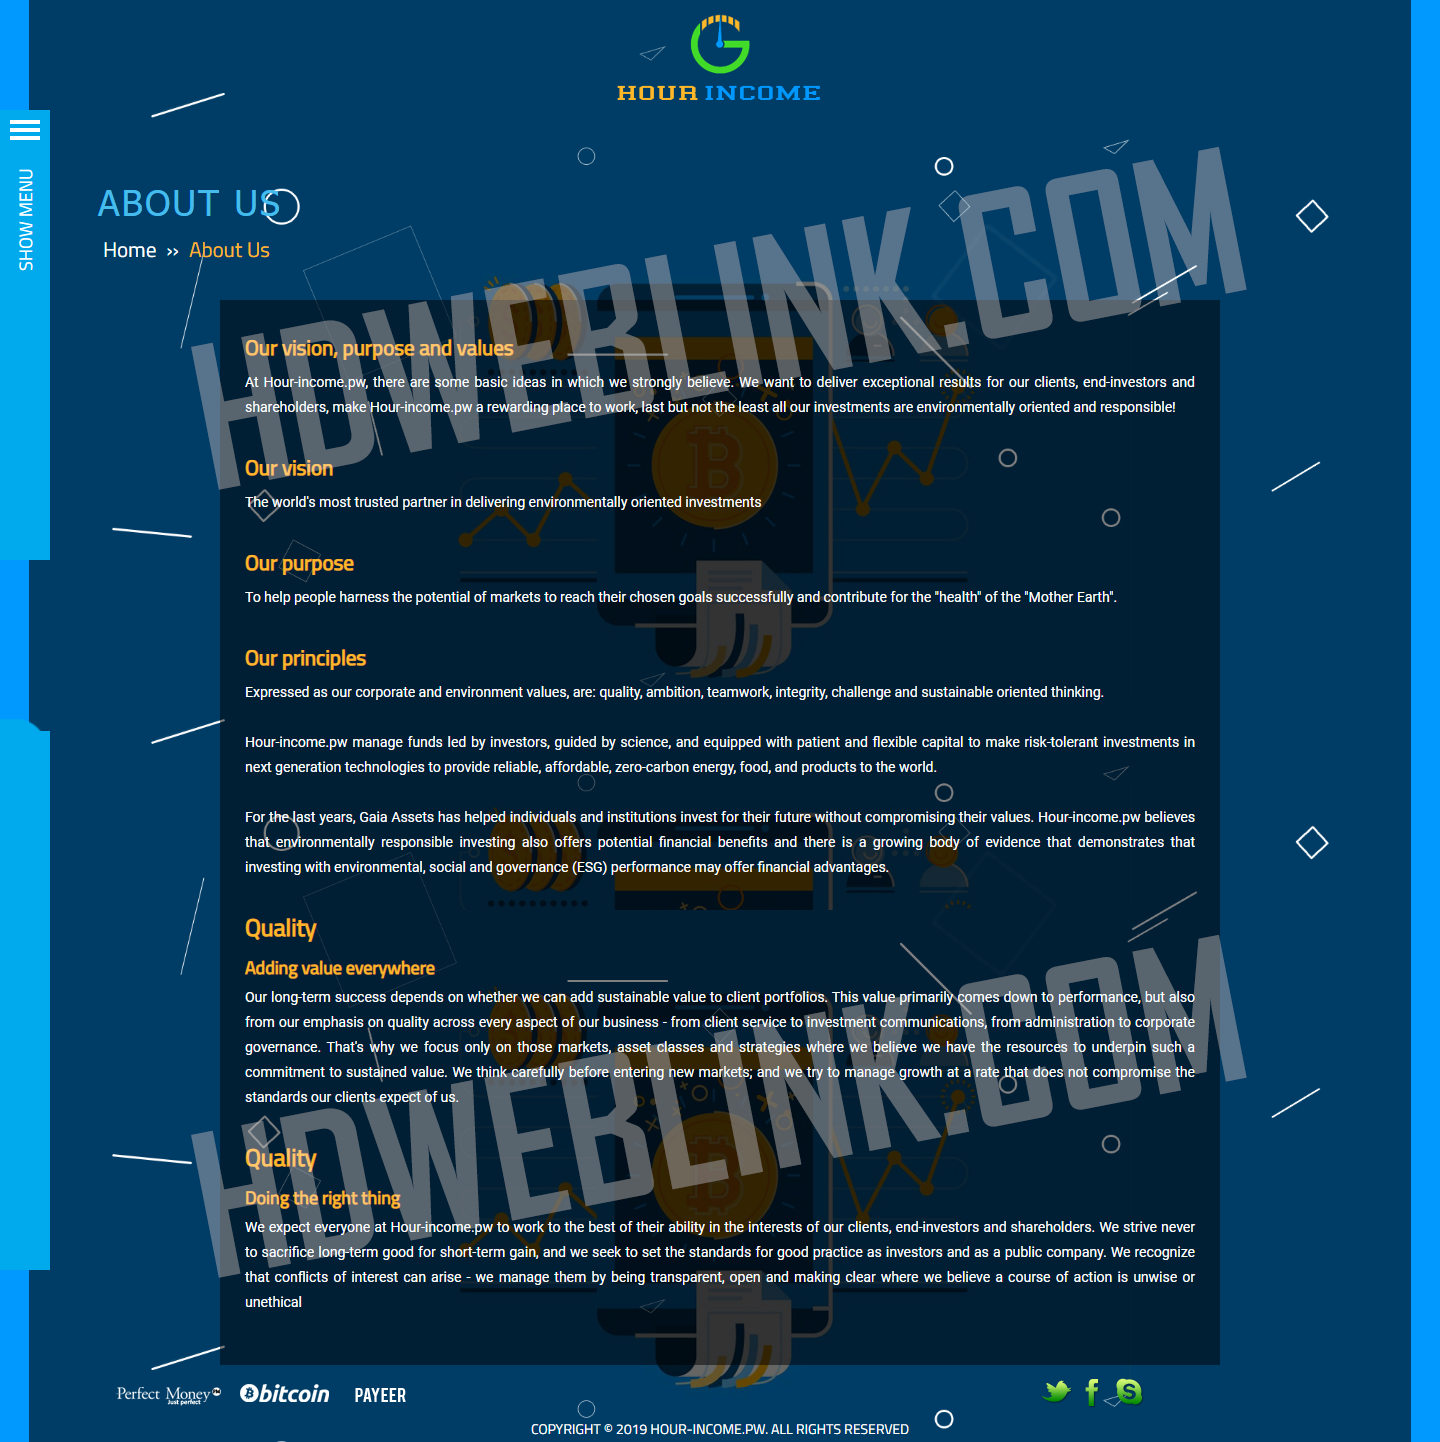 HOUR INCOME
SHOW MENU
ABOUT US
Home ›› About Us
HDWEBLINK.COM
Our vision, purpose and values
At Hour-income.pw, there are some basic ideas in which we strongly believe. We want to deliver exceptional results for our clients, end-investors and
shareholders, make Hour-income.pw a rewarding place to work, last but not the least all our investments are environmentally oriented and responsible!
Our vision
The world's most trusted partner in delivering environmentally oriented investments
Our purpose
To help people harness the potential of markets to reach their chosen goals successfully and contribute for the "health" of the "Mother Earth".
Our principles
Expressed as our corporate and environment values, are: quality, ambition, teamwork, integrity, challenge and sustainable oriented thinking.
Hour-income.pw manage funds led by investors, guided by science, and equipped with patient and flexible capital to make risk-tolerant investments in
next generation technologies to provide reliable, affordable, zero-carbon energy, food, and products to the world.
For the last years, Gaia Assets has helped individuals and institutions invest for their future without compromising their values. Hour-income.pw believes
that environmentally responsible investing also offers potential financial benefits and there is a growing body of evidence that demonstrates that
investing with environmental, social and governance (ESG) performance may offer financial advantages.
Quality
Adding value everywhere
Our long-term success depends on whether we can add sustainable value to client portfolios. This value primarily comes down to performance, but also
from our emphasis on quality across every aspect of our business - from client service to investment communications, from administration to corporate
governance. That's why we focus only on those markets, asset classes and strategies where we believe we have the resources to underpin such a
commitment to sustained value. We think carefully before entering new markets; and we try to manage growth at a rate that does not compromise the
standards our clients expect of us.
HDWEBLINK.COM
Quality
Doing the right thing
We expect everyone at Hour-income.pw to work to the best of their ability in the interests of our clients, end-investors and shareholders. We strive never
to sacrifice long-term good for short-term gain, and we seek to set the standards for good practice as investors and as a public company. We recognize
that conflicts of interest can arise - we manage them by being transparent, open and making clear where we believe a course of action is unwise or
unethical
Perfect Money PM
Just perfect
bitcoin
PAYEER
COPYRIGHT © 2019 HOUR-INCOME.PW. ALL RIGHTS RESERVED